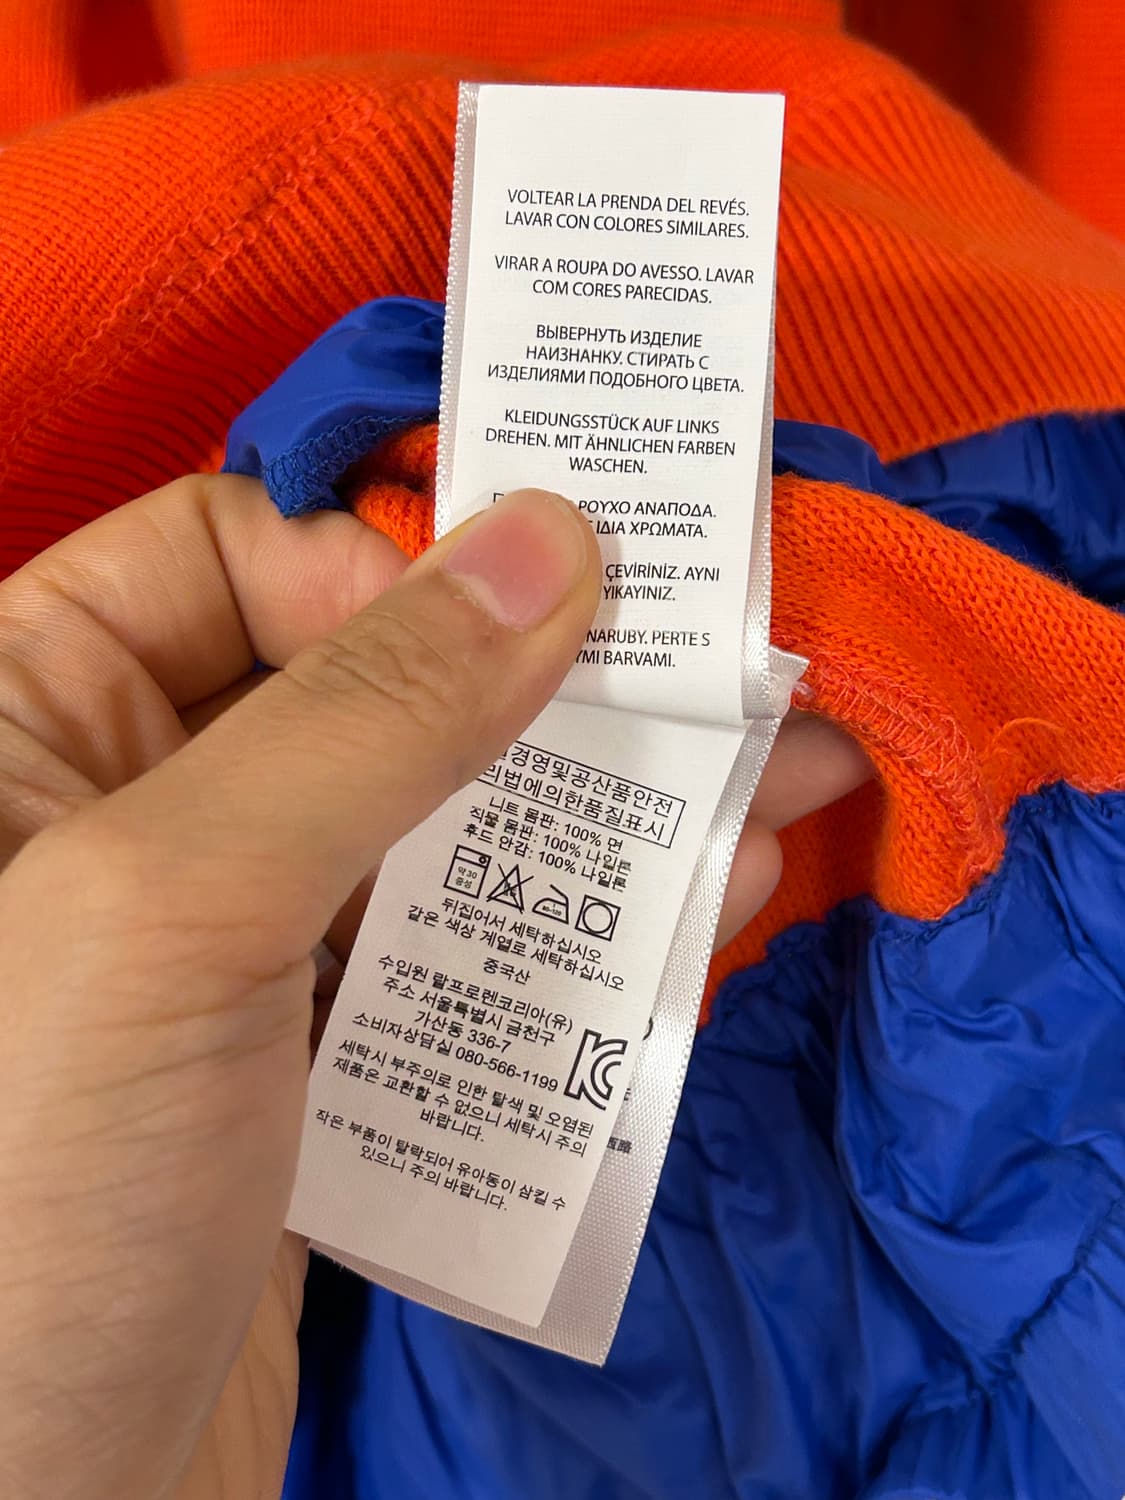 VOLTEAR LA PRENDA DEL REVÉS.
LAVAR CON COLORES SIMILARES.
VIRAR A ROUPA DO AVESSO. LAVAR
COM CORES PARECIDAS.
ВЫВЕРНУТЬ ИЗДЕЛИЕ
НАИЗНАНКУ. СТИРАТЬ С
ИЗДЕЛИЯМИ ПОДОБНОГО ЦВЕТА.
KLEIDUNGSSTÜCK AUF LINKS
DREHEN. MIT ÄHNLICHEN FARBEN
WASCHEN.
ΡΟΥΧΟ ΑΝΑΠΟΔΑ.
ΙΔΙΑ ΧΡΩΜΑΤΑ.
ÇEVİRİNİZ. AYNI
YIKAYINIZ.
NARUBY. PERTE S
BARVAMI.
경영및공산품안전
리법에의한품질표시
니트 몸판: 100% 면
직물 몸판: 100% 나일론
후드 안감: 100% 나일론
약30
중성
80-120
뒤집어서 세탁하십시오
같은 색상 계열로 세탁하십시오
중국산
수입원 랄프로렌코리아(유)
주소 서울특별시 금천구
가산동 336-7
소비자상담실 080-566-1199
세탁시 부주의로 인한 탈색 및 오염된
제품은 교환할 수 없으니 세탁시 주의
바랍니다.
작은 부품이 탈락되어 유아동이 삼킬 수
있으니 주의 바랍니다.
西路